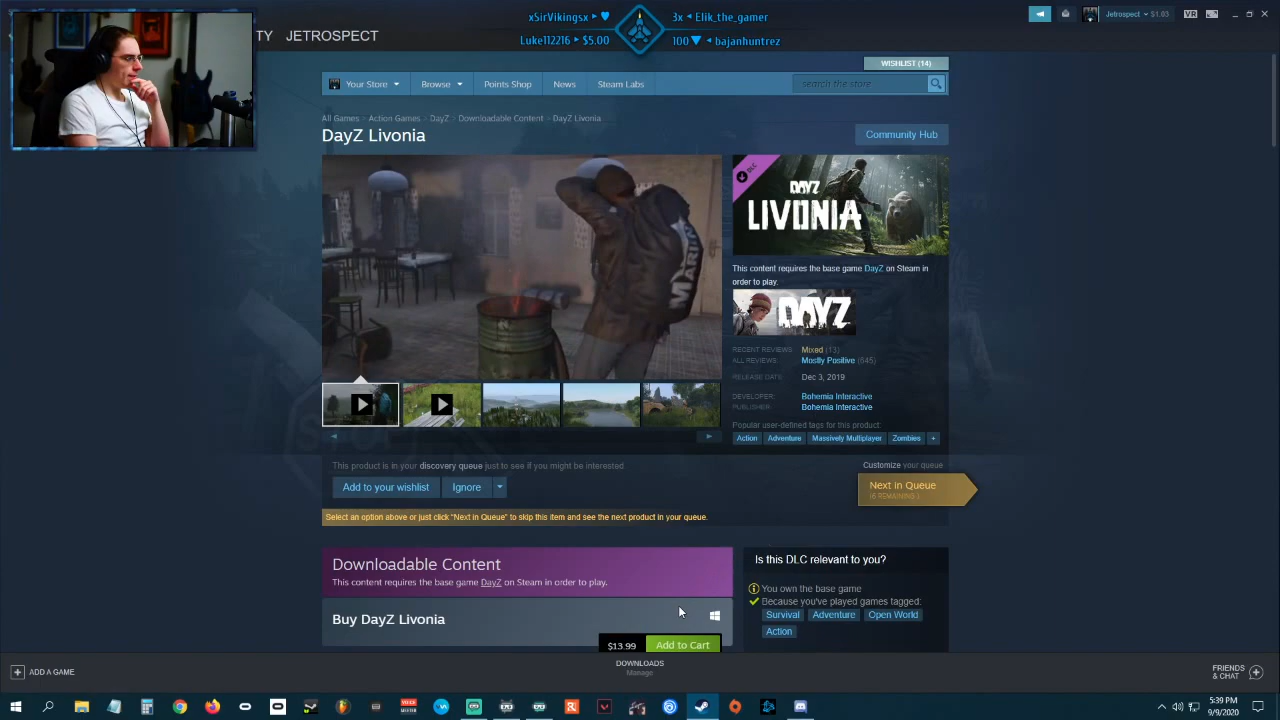 xSirVikingsx ▸ ♥
3x ◂ Elik_the_gamer
Luke112216 ▸ $5.00
100 ▼ ◂ bajanhuntrez
Jetrospect
$1.83
VR
TY JETROSPECT
WISHLIST (14)
Your Store
Browse
Points Shop
News
Steam Labs
search the store
All Games > Action Games > DayZ > Downloadable Content > DayZ Livonia
DayZ Livonia
Community Hub
DLC
DAYZ
LIVONIA
This content requires the base game DayZ on Steam in
order to play.
DAYZ
RECENT REVIEWS: Mixed (13)
ALL REVIEWS: Mostly Positive (645)
RELEASE DATE: Dec 3, 2019
DEVELOPER: Bohemia Interactive
PUBLISHER: Bohemia Interactive
Popular user-defined tags for this product:
Action Adventure Massively Multiplayer Zombies +
This product is in your discovery queue just to see if you might be interested
Customize your queue
Add to your wishlist
Ignore
Next in Queue
(6 REMAINING )
Select an option above or just click "Next in Queue" to skip this item and see the next product in your queue.
Downloadable Content
This content requires the base game DayZ on Steam in order to play.
Is this DLC relevant to you?
You own the base game
Because you've played games tagged:
Survival Adventure Open World
Action
Buy DayZ Livonia
$13.99
Add to Cart
ADD A GAME
DOWNLOADS
Manage
FRIENDS
& CHAT
5:39 PM
9/9/2020